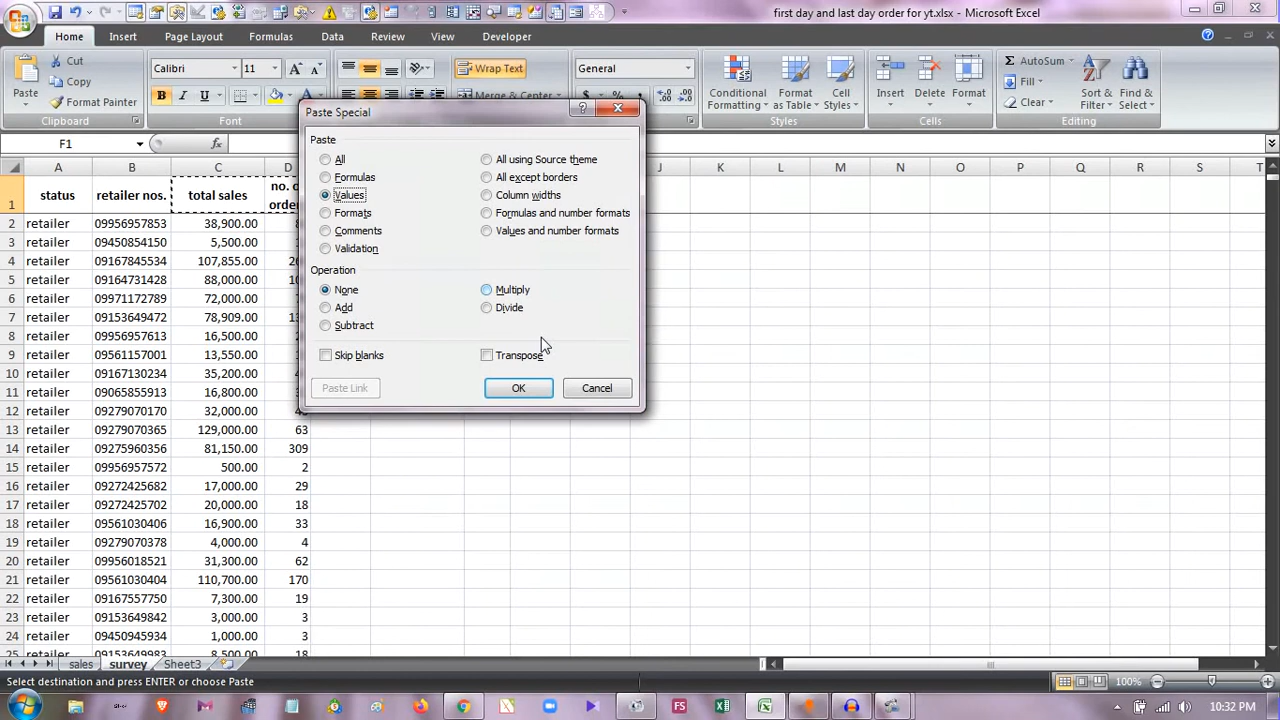 first day and last day order for yt.xlsx - Microsoft Excel
Home Insert Page Layout Formulas Data Review View Developer
Paste Cut Copy Format Painter Clipboard
Calibri 11 B I U Font
Wrap Text Merge & Center
General $ %
Conditional Formatting Format as Table Cell Styles Styles
Insert Delete Format Cells
AutoSum Fill Clear Sort & Filter Find & Select Editing
F1 fx
A B C D J K L M N O P Q R S T
1 status retailer nos. total sales no. o order
2 retailer 09956957853 38,900.00
3 retailer 09450854150 5,500.00
4 retailer 09167845534 107,855.00
5 retailer 09164731428 88,000.00
6 retailer 09971172789 72,000.00
7 retailer 09153649472 78,909.00
8 retailer 09956957613 16,500.00
9 retailer 09561157001 13,550.00
10 retailer 09167130234 35,200.00
11 retailer 09065855913 16,800.00
12 retailer 09279070170 32,000.00
13 retailer 09279070365 129,000.00 63
14 retailer 09275960356 81,150.00 309
15 retailer 09956957572 500.00 2
16 retailer 09272425682 17,000.00 29
17 retailer 09272425702 20,000.00 18
18 retailer 09561030406 16,900.00 33
19 retailer 09279070378 4,000.00 4
20 retailer 09956018521 31,300.00 62
21 retailer 09561030404 110,700.00 170
22 retailer 09167557750 7,300.00 19
23 retailer 09153649842 3,000.00 3
24 retailer 09450945934 1,000.00 3
25 retailer 09153649983 8,500.00 18
Paste Special
Paste
All All using Source theme
Formulas All except borders
Values Column widths
Formats Formulas and number formats
Comments Values and number formats
Validation
Operation
None Multiply
Add Divide
Subtract
Skip blanks Transpose
Paste Link OK Cancel
sales survey Sheet3
Select destination and press ENTER or choose Paste 100%
10:32 PM